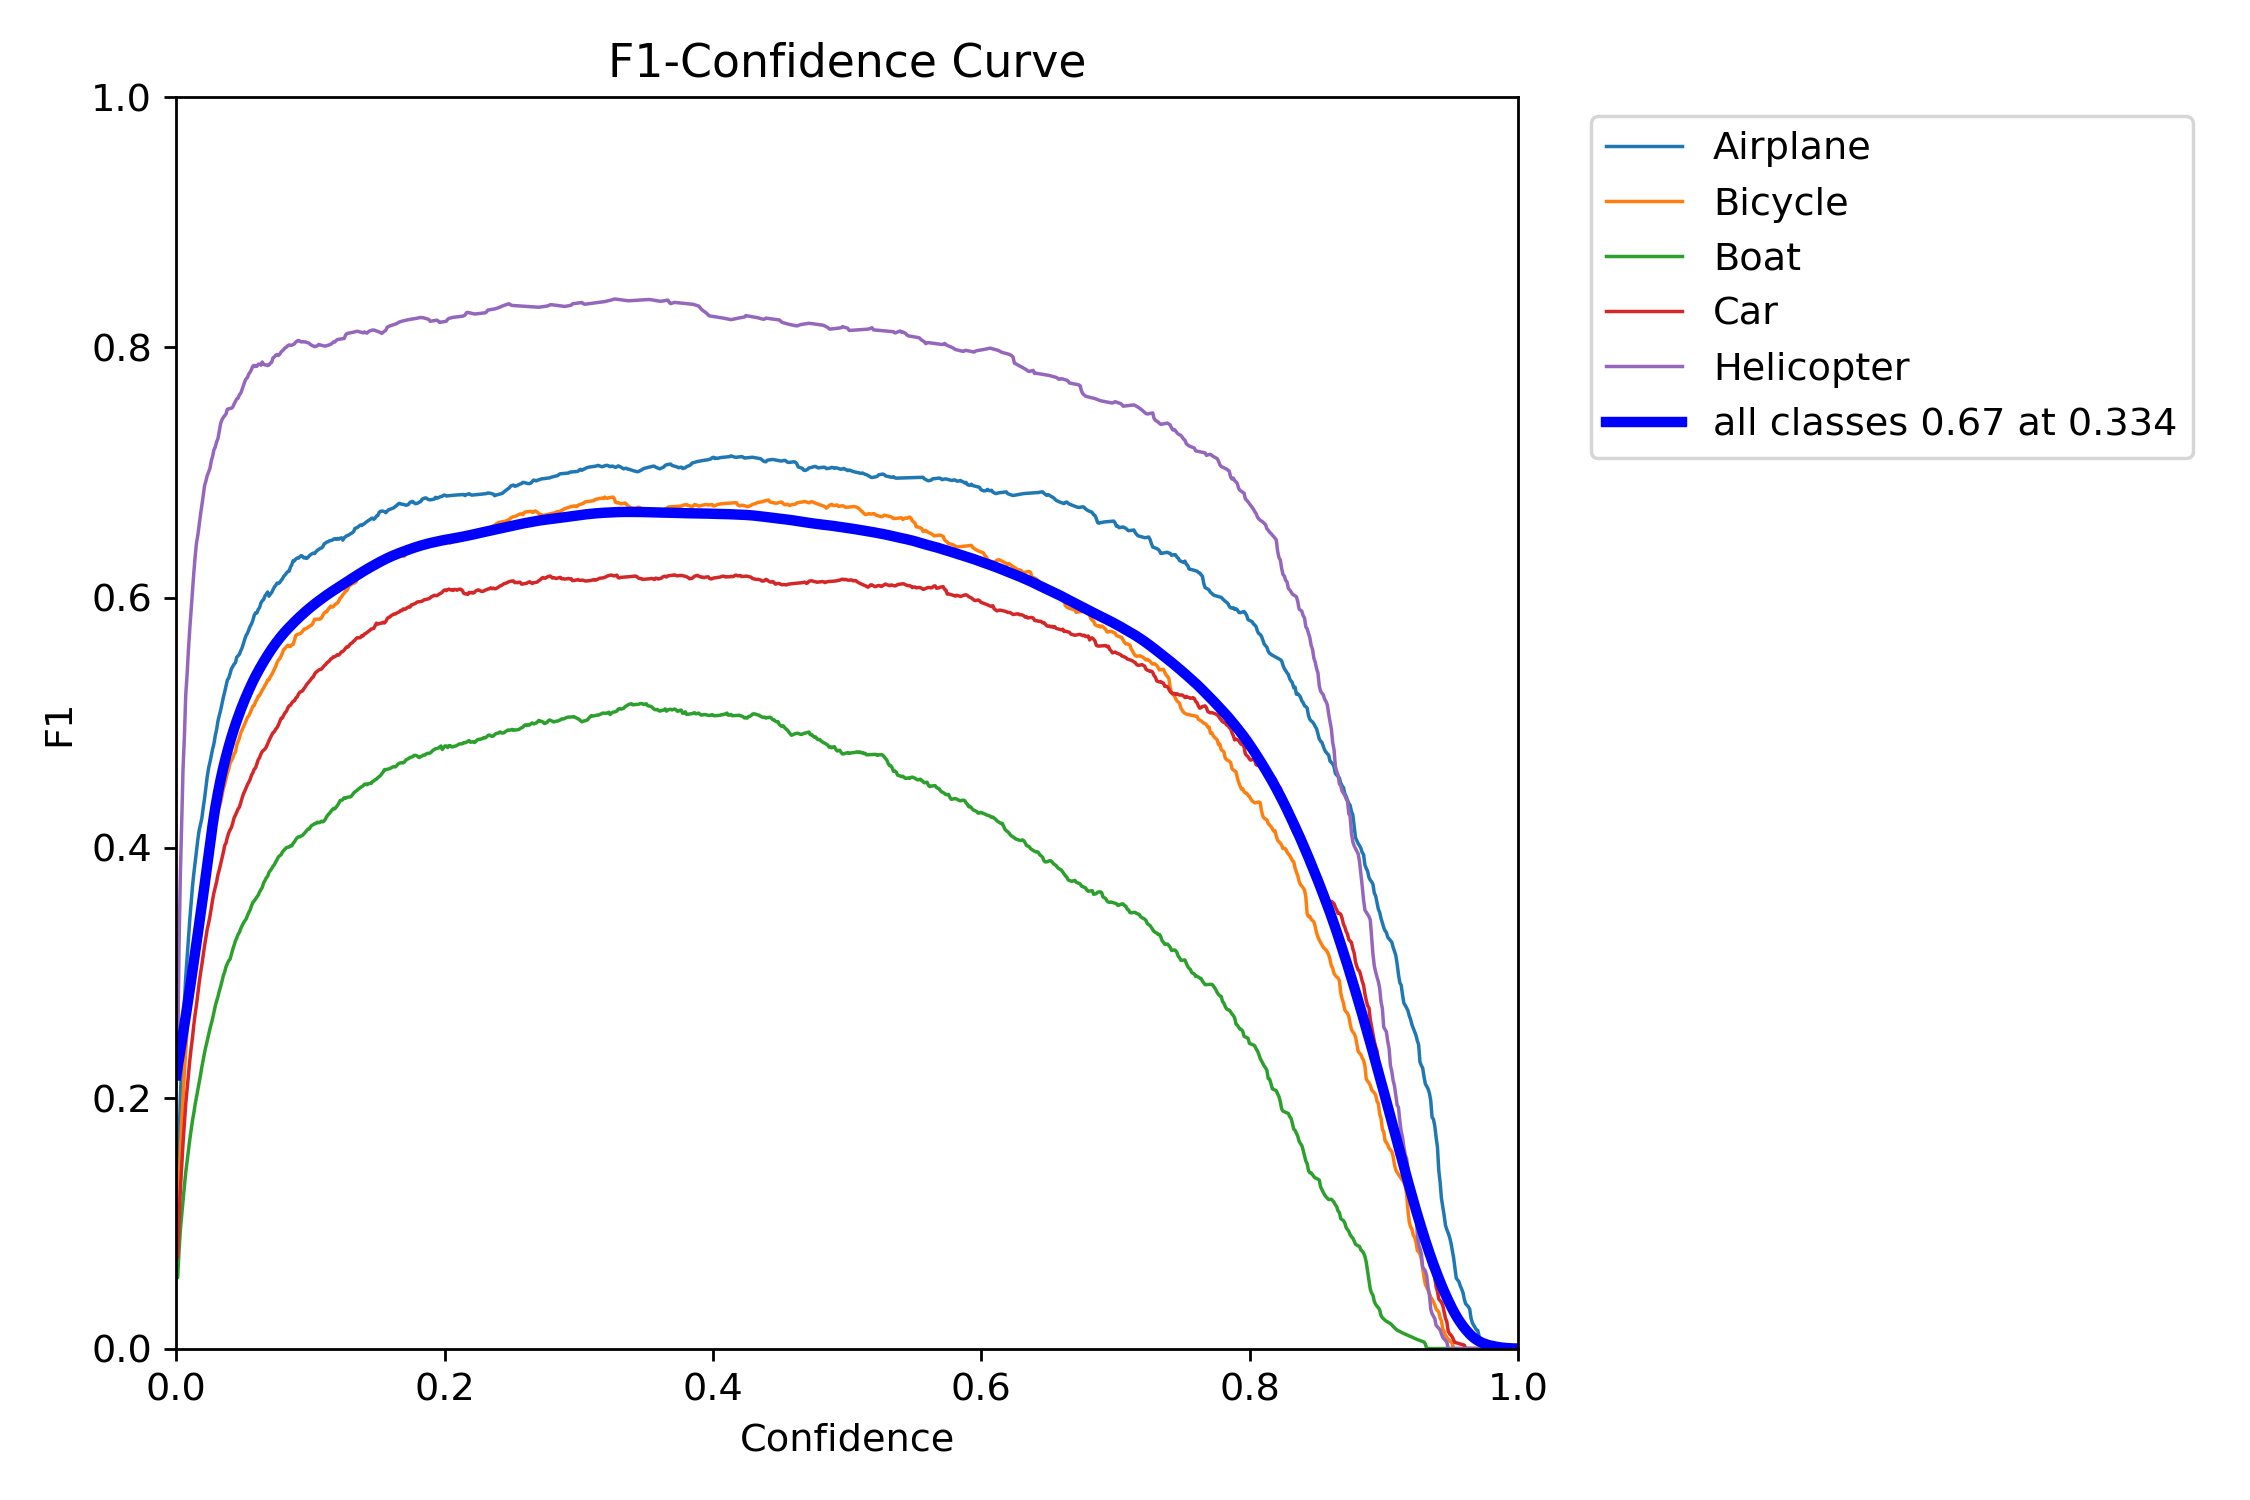 F1-Confidence Curve
1.0
0.8
0.6
0.4
0.2
0.0
F1
0.0 0.2 0.4 0.6 0.8 1.0
Confidence
Airplane
Bicycle
Boat
Car
Helicopter
all classes 0.67 at 0.334